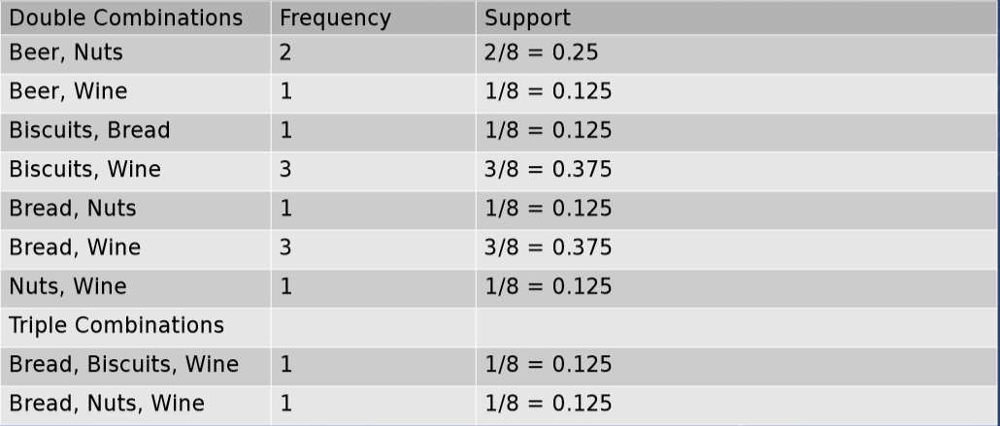 Double Combinations Frequency Support
Beer, Nuts 2 2/8 = 0.25
Beer, Wine 1 1/8 = 0.125
Biscuits, Bread 1 1/8 = 0.125
Biscuits, Wine 3 3/8 = 0.375
Bread, Nuts 1 1/8 = 0.125
Bread, Wine 3 3/8 = 0.375
Nuts, Wine 1 1/8 = 0.125
Triple Combinations
Bread, Biscuits, Wine 1 1/8 = 0.125
Bread, Nuts, Wine 1 1/8 = 0.125